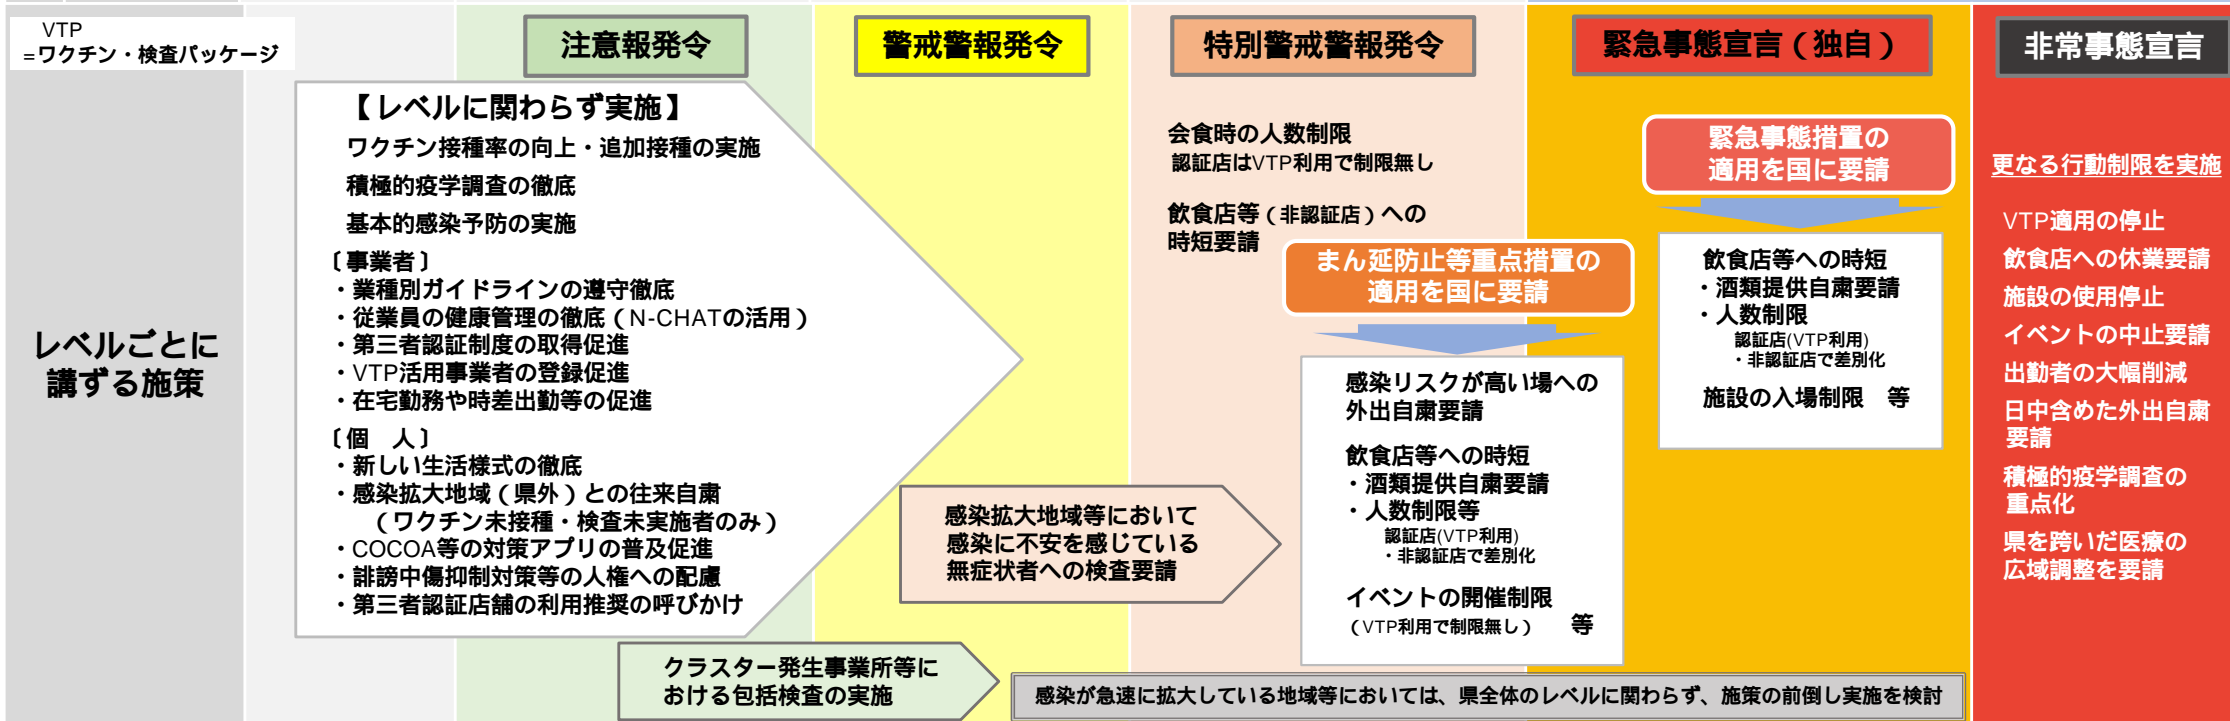 VTP
=ワクチン・検査パッケージ
注意報発令
警戒警報発令
特別警戒警報発令
緊急事態宣言（独自）
非常事態宣言
レベルごとに
講ずる施策
【レベルに関わらず実施】
ワクチン接種率の向上・追加接種の実施
積極的疫学調査の徹底
基本的感染予防の実施
〔事業者〕
・業種別ガイドラインの遵守徹底
・従業員の健康管理の徹底（N-CHATの活用）
・第三者認証制度の取得促進
・VTP活用事業者の登録促進
・在宅勤務や時差出勤等の促進
〔個　人〕
・新しい生活様式の徹底
・感染拡大地域（県外）との往来自粛
（ワクチン未接種・検査未実施者のみ）
・COCOA等の対策アプリの普及促進
・誹謗中傷抑制対策等の人権への配慮
・第三者認証店舗の利用推奨の呼びかけ
クラスター発生事業所等に
おける包括検査の実施
感染拡大地域等において
感染に不安を感じている
無症状者への検査要請
会食時の人数制限
認証店はVTP利用で制限無し
飲食店等（非認証店）への
時短要請
まん延防止等重点措置の
適用を国に要請
感染リスクが高い場への
外出自粛要請
飲食店等への時短
・酒類提供自粛要請
・人数制限等
認証店(VTP利用)
・非認証店で差別化
イベントの開催制限
（VTP利用で制限無し）　等
緊急事態措置の
適用を国に要請
飲食店等への時短
・酒類提供自粛要請
・人数制限
認証店(VTP利用)
・非認証店で差別化
施設の入場制限　等
感染が急速に拡大している地域等においては、県全体のレベルに関わらず、施策の前倒し実施を検討
更なる行動制限を実施
VTP適用の停止
飲食店への休業要請
施設の使用停止
イベントの中止要請
出勤者の大幅削減
日中含めた外出自粛
要請
積極的疫学調査の
重点化
県を跨いだ医療の
広域調整を要請